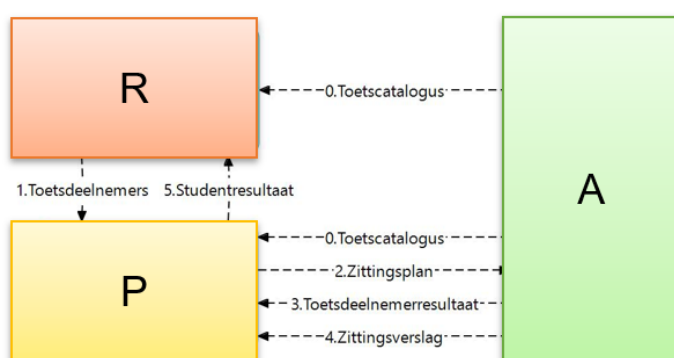 R
0.Toetscatalogus
A
1.Toetsdeelnemers
5.Studentresultaat
P
0.Toetscatalogus
2.Zittingsplan
3.Toetsdeelnemerresultaat
4.Zittingsverslag